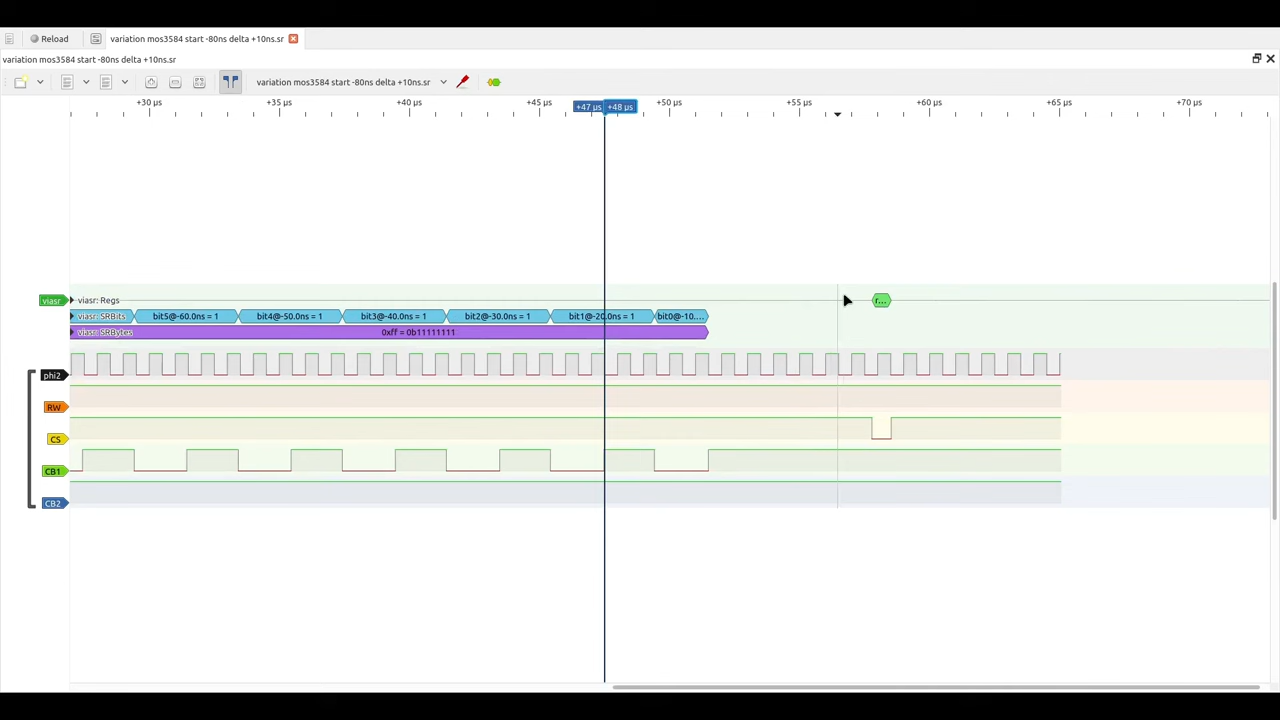 Reload
variation mos3584 start -80ns delta +10ns.sr
variation mos3584 start -80ns delta +10ns.sr
variation mos3584 start -80ns delta +10ns.sr
+30 µs +35 µs +40 µs +45 µs +47 µs +48 µs +50 µs +55 µs +60 µs +65 µs +70 µs
viasr viasr: Regs r...
viasr: SRBits bit5@-60.0ns = 1 bit4@-50.0ns = 1 bit3@-40.0ns = 1 bit2@-30.0ns = 1 bit1@-20.0ns = 1 bit0@-10....
viasr: SRBytes 0xff = 0b11111111
phi2
RW
CS
CB1
CB2